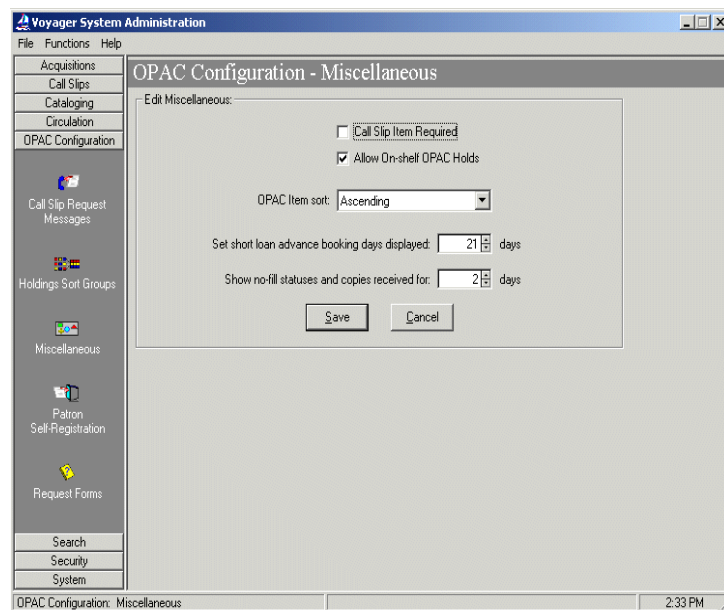 Voyager System Administration
File Functions Help
Acquisitions
Call Slips
Cataloging
Circulation
OPAC Configuration
Call Slip Request
Messages
Holdings Sort Groups
Miscellaneous
Patron
Self-Registration
Request Forms
Search
Security
System
OPAC Configuration - Miscellaneous
Edit Miscellaneous:
Call Slip Item Required
Allow On-shelf OPAC Holds
OPAC Item sort: Ascending
Set short loan advance booking days displayed: 21 days
Show no-fill statuses and copies received for: 2 days
Save Cancel
OPAC Configuration: Miscellaneous 2:33 PM